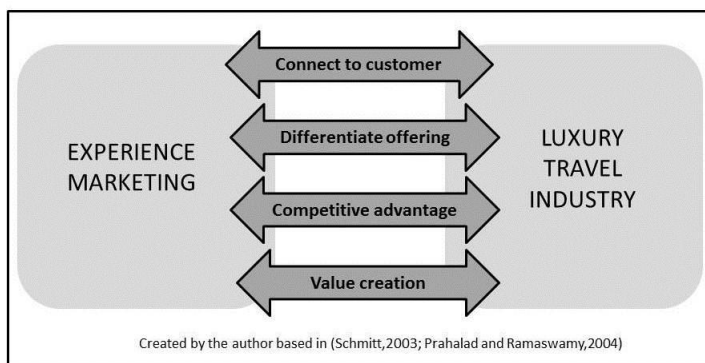 Connect to customer
Differentiate offering
EXPERIENCE
MARKETING
LUXURY
TRAVEL
INDUSTRY
Competitive advantage
Value creation
Created by the author based in (Schmitt,2003; Prahalad and Ramaswamy,2004)